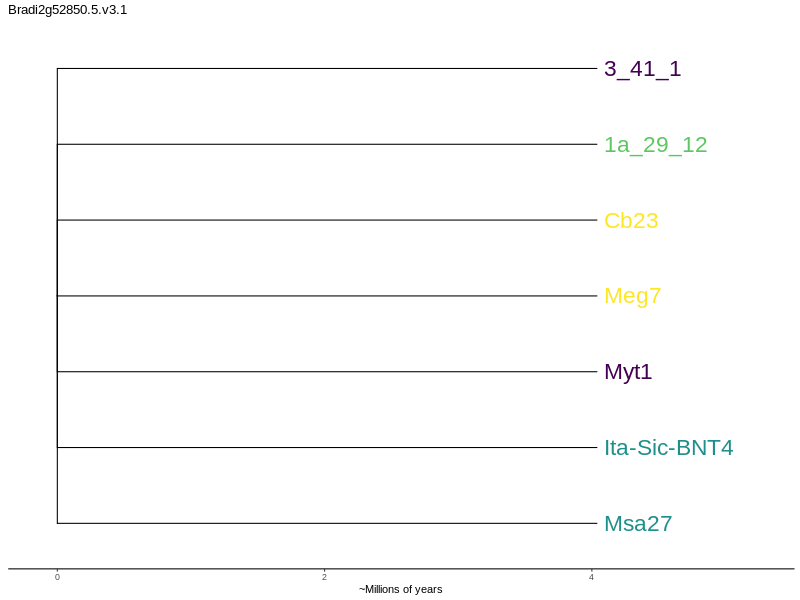 Bradi2g52850.5.v3.1
3_41_1
1a_29_12
Cb23
Meg7
Myt1
Ita-Sic-BNT4
Msa27
0 2 4
~Millions of years